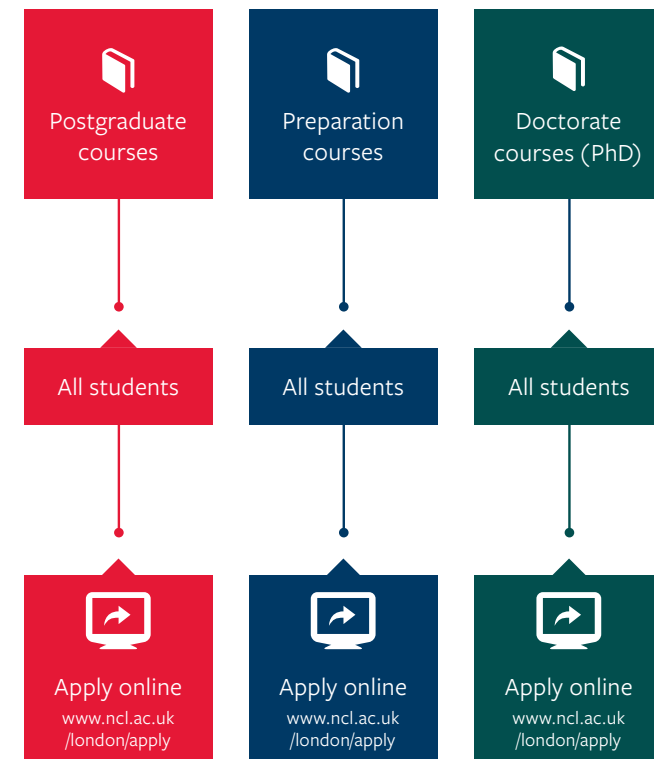 Postgraduate
courses
Preparation
courses
Doctorate
courses (PhD)
All students
All students
All students
Apply online
www.ncl.ac.uk
/london/apply
Apply online
www.ncl.ac.uk
/london/apply
Apply online
www.ncl.ac.uk
/london/apply